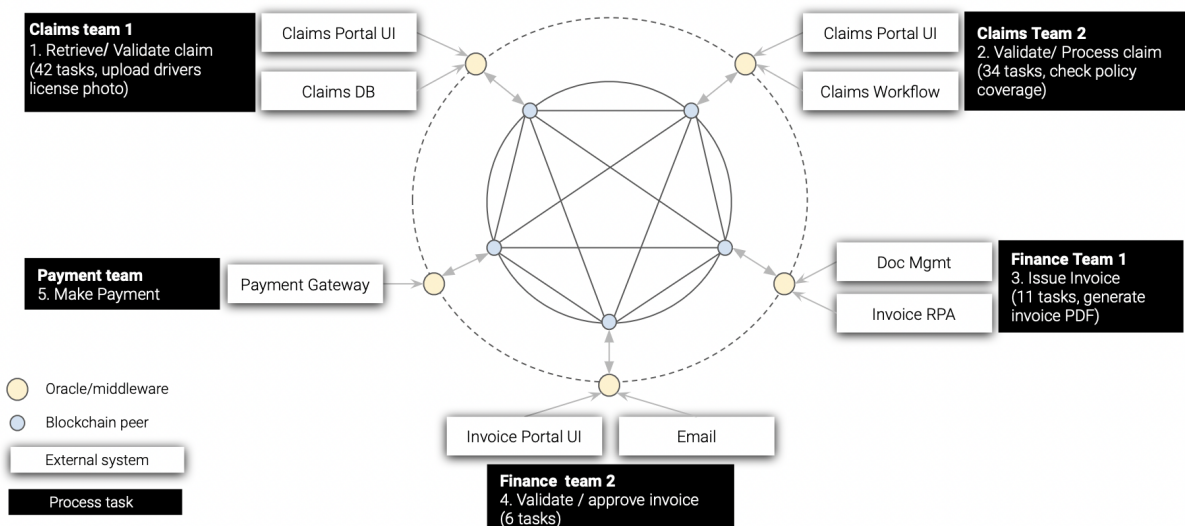 Claims team 1
1. Retrieve/ Validate claim
(42 tasks, upload drivers
license photo)
Claims Portal UI
Claims DB
Claims Portal UI
Claims Workflow
Claims Team 2
2. Validate/ Process claim
(34 tasks, check policy
coverage)
Payment team
5. Make Payment
Payment Gateway
Doc Mgmt
Invoice RPA
Finance Team 1
3. Issue Invoice
(11 tasks, generate
invoice PDF)
Oracle/middleware
Blockchain peer
External system
Process task
Invoice Portal UI
Email
Finance  team 2
4. Validate / approve invoice
(6 tasks)